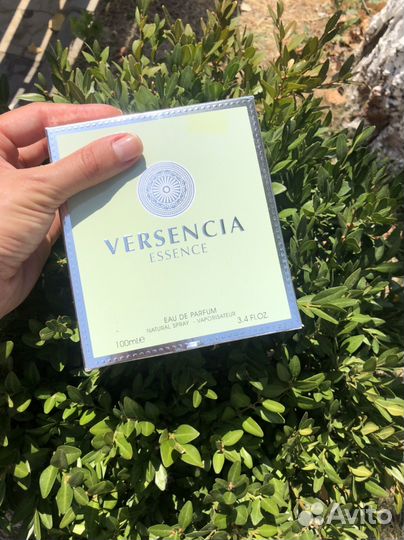 VERSENCIA
ESSENCE
EAU DE PARFUM
NATURAL SPRAY - VAPORISATEUR
100ml℮ 3.4 FL.OZ.
Avito